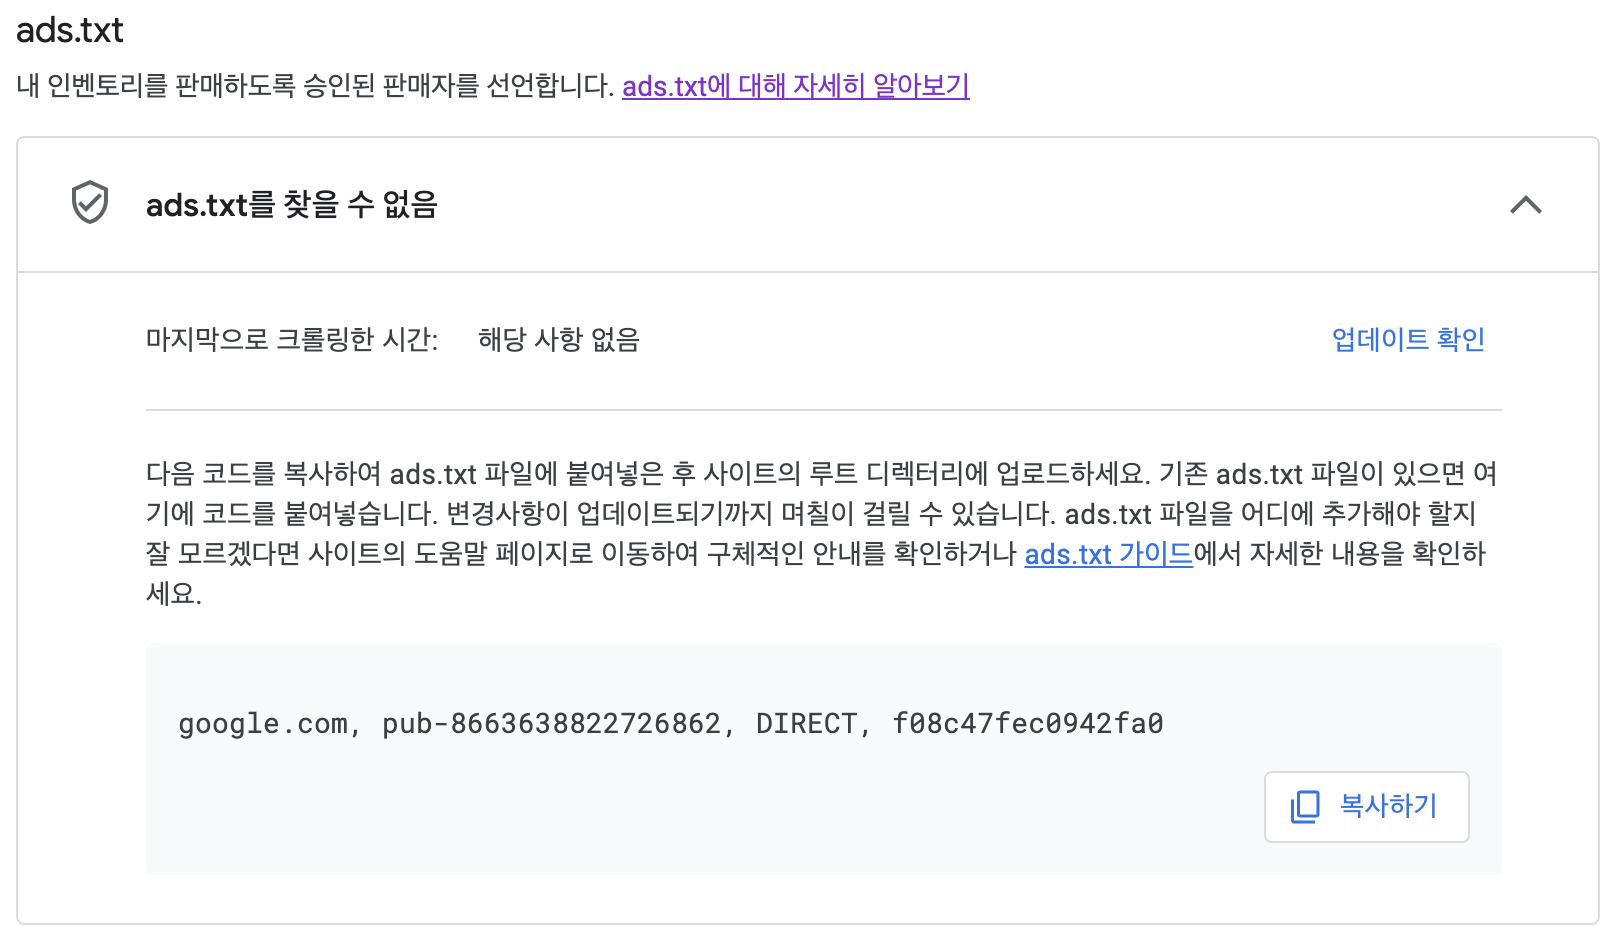 ads.txt
내 인벤토리를 판매하도록 승인된 판매자를 선언합니다. ads.txt에 대해 자세히 알아보기
ads.txt를 찾을 수 없음
마지막으로 크롤링한 시간: 해당 사항 없음 업데이트 확인
다음 코드를 복사하여 ads.txt 파일에 붙여넣은 후 사이트의 루트 디렉터리에 업로드하세요. 기존 ads.txt 파일이 있으면 여
기에 코드를 붙여넣습니다. 변경사항이 업데이트되기까지 며칠이 걸릴 수 있습니다. ads.txt 파일을 어디에 추가해야 할지
잘 모르겠다면 사이트의 도움말 페이지로 이동하여 구체적인 안내를 확인하거나 ads.txt 가이드에서 자세한 내용을 확인하
세요.
google.com, pub-8663638822726862, DIRECT, f08c47fec0942fa0
복사하기